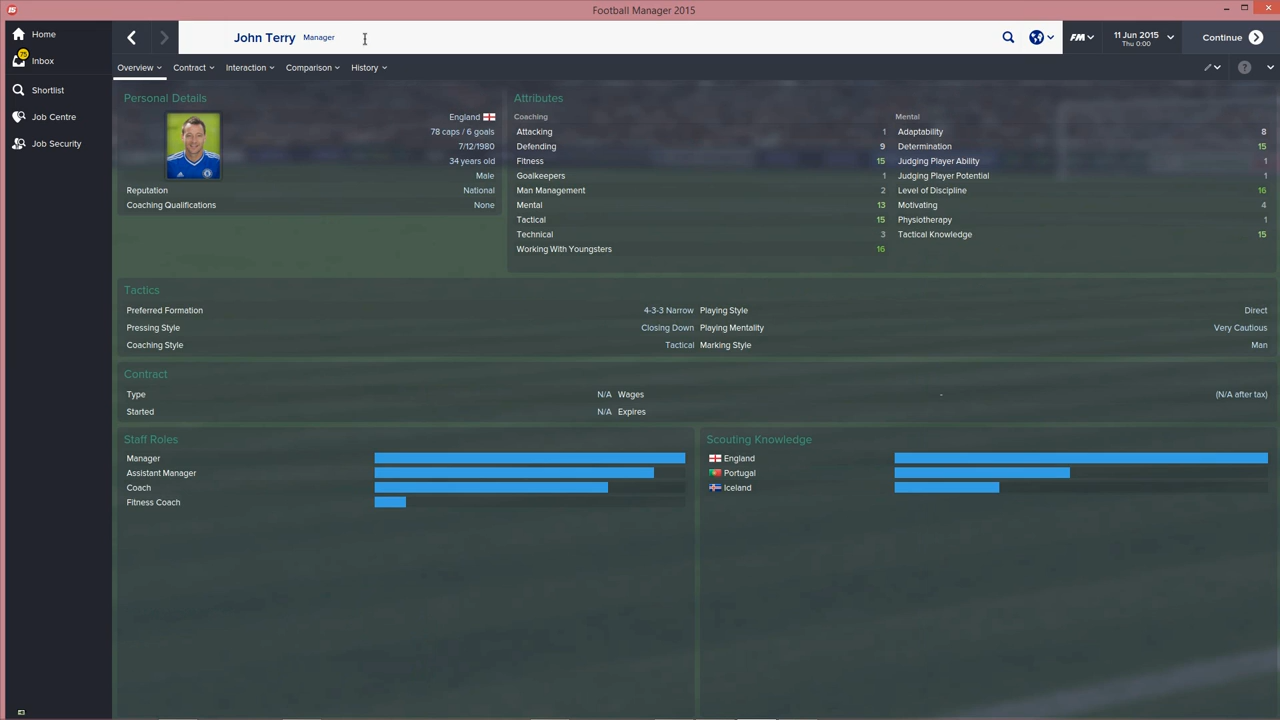 Football Manager 2015
Home
Inbox
75
Shortlist
Job Centre
Job Security
John Terry Manager
FM
11 Jun 2015
Thu 0:00
Continue
Overview Contract Interaction Comparison History
Personal Details
England
78 caps / 6 goals
7/12/1980
34 years old
Male
Reputation National
Coaching Qualifications None
Attributes
Coaching
Attacking 1
Defending 9
Fitness 15
Goalkeepers 1
Man Management 2
Mental 13
Tactical 15
Technical 3
Working With Youngsters 16
Mental
Adaptability 8
Determination 15
Judging Player Ability 1
Judging Player Potential 1
Level of Discipline 16
Motivating 4
Physiotherapy 1
Tactical Knowledge 15
Tactics
Preferred Formation 4-3-3 Narrow Playing Style Direct
Pressing Style Closing Down Playing Mentality Very Cautious
Coaching Style Tactical Marking Style Man
Contract
Type N/A Wages - (N/A after tax)
Started N/A Expires
Staff Roles
Manager
Assistant Manager
Coach
Fitness Coach
Scouting Knowledge
England
Portugal
Iceland